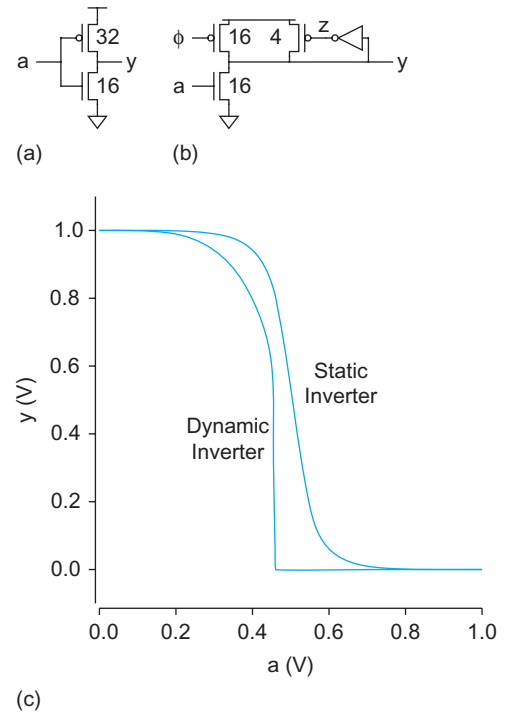 32
a
y
16
(a)
ϕ
16
4
z
y
a
16
(b)
1.0
0.8
0.6
0.4
0.2
0.0
y (V)
Static
Inverter
Dynamic
Inverter
0.0 0.2 0.4 0.6 0.8 1.0
a (V)
(c)